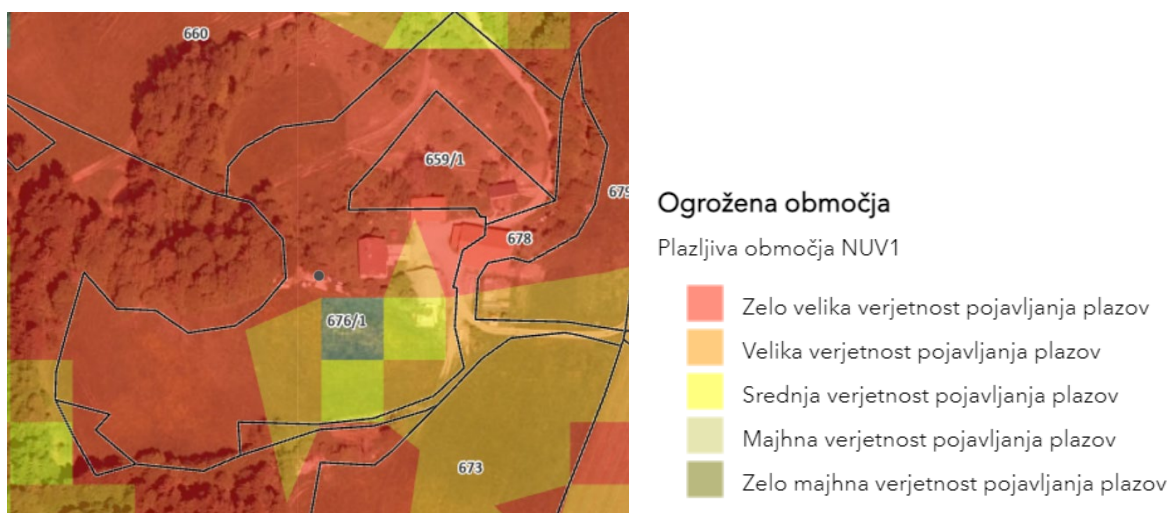 660
659/1
679
678
676/1
673
Ogrožena območja
Plazljiva območja NUV1
Zelo velika verjetnost pojavljanja plazov
Velika verjetnost pojavljanja plazov
Srednja verjetnost pojavljanja plazov
Majhna verjetnost pojavljanja plazov
Zelo majhna verjetnost pojavljanja plazov